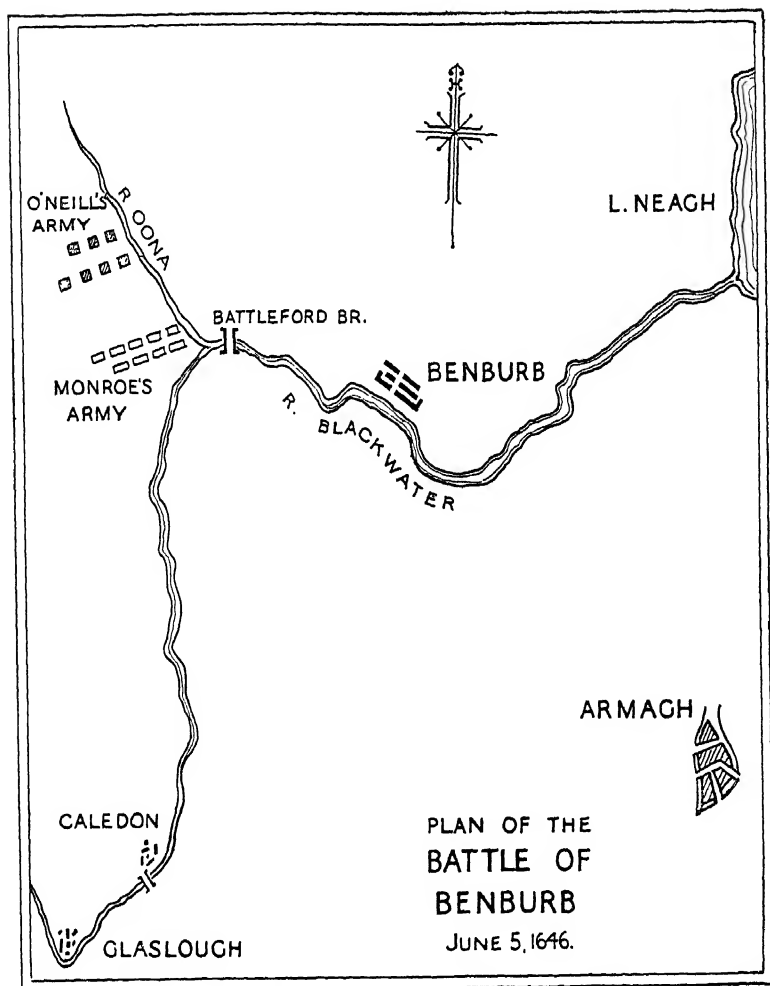 O'NEILL'S
ARMY
R OONA
L. NEAGH
BATTLEFORD BR.
MONROE'S
ARMY
BENBURB
R. BLACKWATER
ARMAGH
CALEDON
GLASLOUGH
PLAN OF THE
BATTLE OF
BENBURB
JUNE 5, 1646.